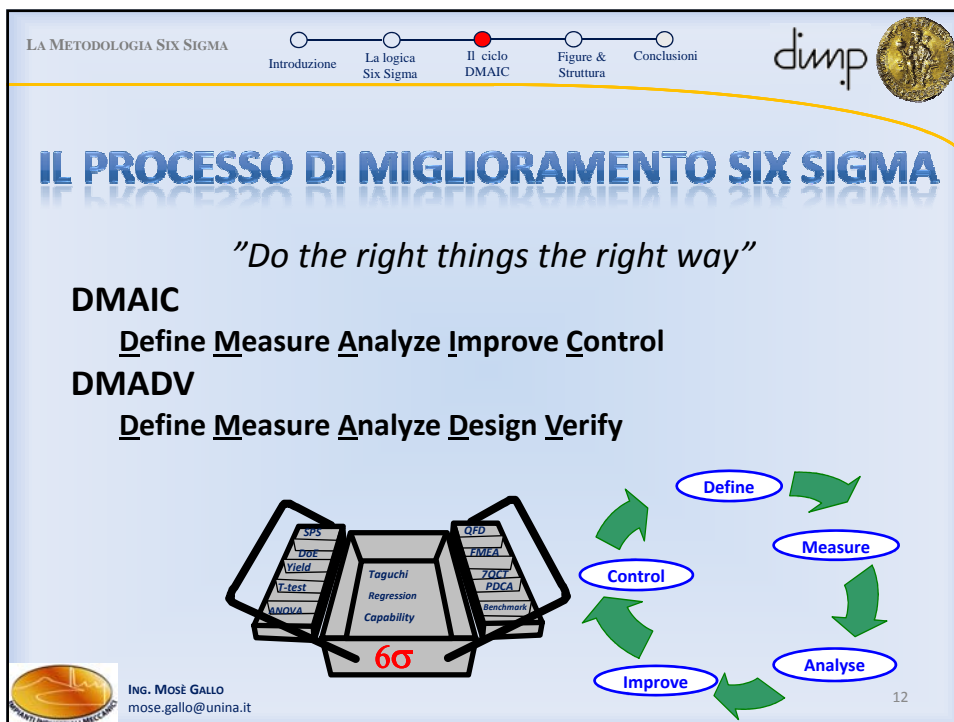 LA METODOLOGIA SIX SIGMA
Introduzione
La logica
Six Sigma
Il ciclo
DMAIC
Figure &
Struttura
Conclusioni
dimp
IL PROCESSO DI MIGLIORAMENTO SIX SIGMA
”Do the right things the right way”
DMAIC
Define Measure Analyze Improve Control
DMADV
Define Measure Analyze Design Verify
SPS
DoE
Yield
T-test
ANOVA
Taguchi
Regression
Capability
QFD
FMEA
7QCT
PDCA
Benchmark
6σ
Define
Measure
Analyse
Improve
Control
IMPIANTI INDUSTRIALI MECCANICI
ING. MOSÈ GALLO
mose.gallo@unina.it
12